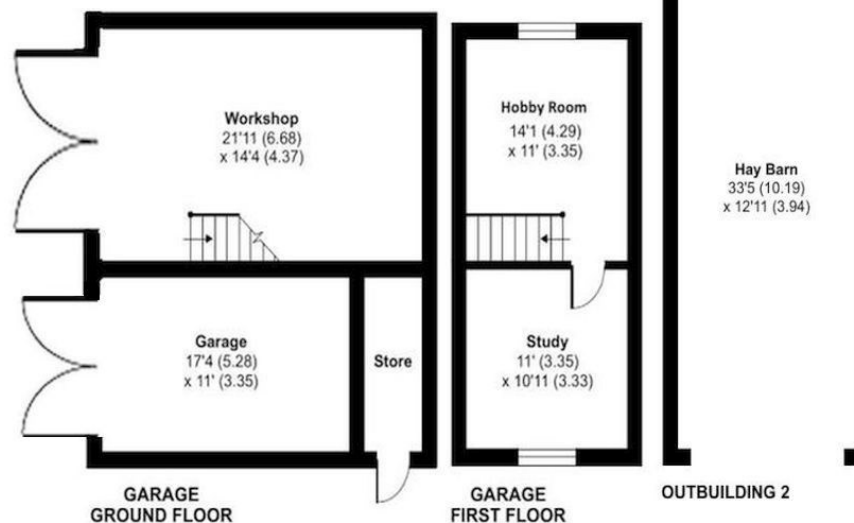 Workshop
21'11 (6.68)
x 14'4 (4.37)
Garage
17'4 (5.28)
x 11' (3.35)
Store
GARAGE
GROUND FLOOR
Hobby Room
14'1 (4.29)
x 11' (3.35)
Study
11' (3.35)
x 10'11 (3.33)
GARAGE
FIRST FLOOR
Hay Barn
33'5 (10.19)
x 12'11 (3.94)
OUTBUILDING 2